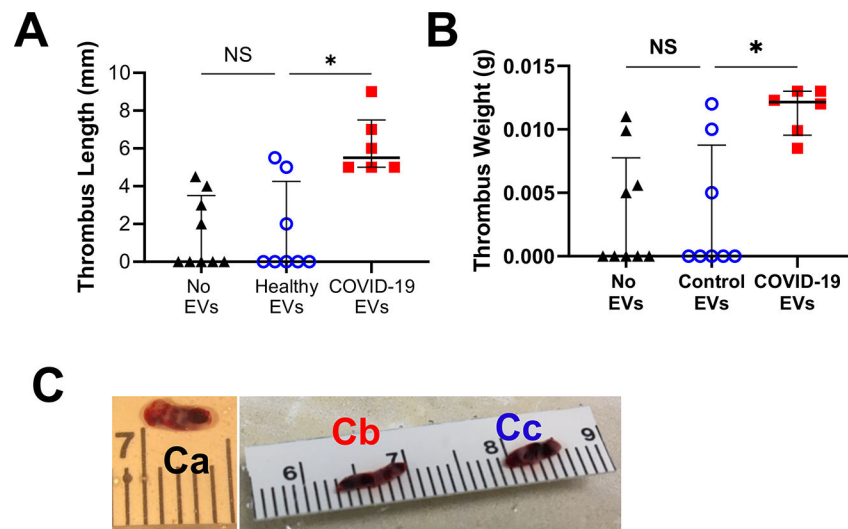 A
NS
*
Thrombus Length (mm)
10
8
6
4
2
0
No
EVs
Healthy
EVs
COVID-19
EVs
B
NS
*
Thrombus Weight (g)
0.015
0.010
0.005
0.000
No
EVs
Control
EVs
COVID-19
EVs
C
7
Ca
Cb
Cc
6
7
8
9